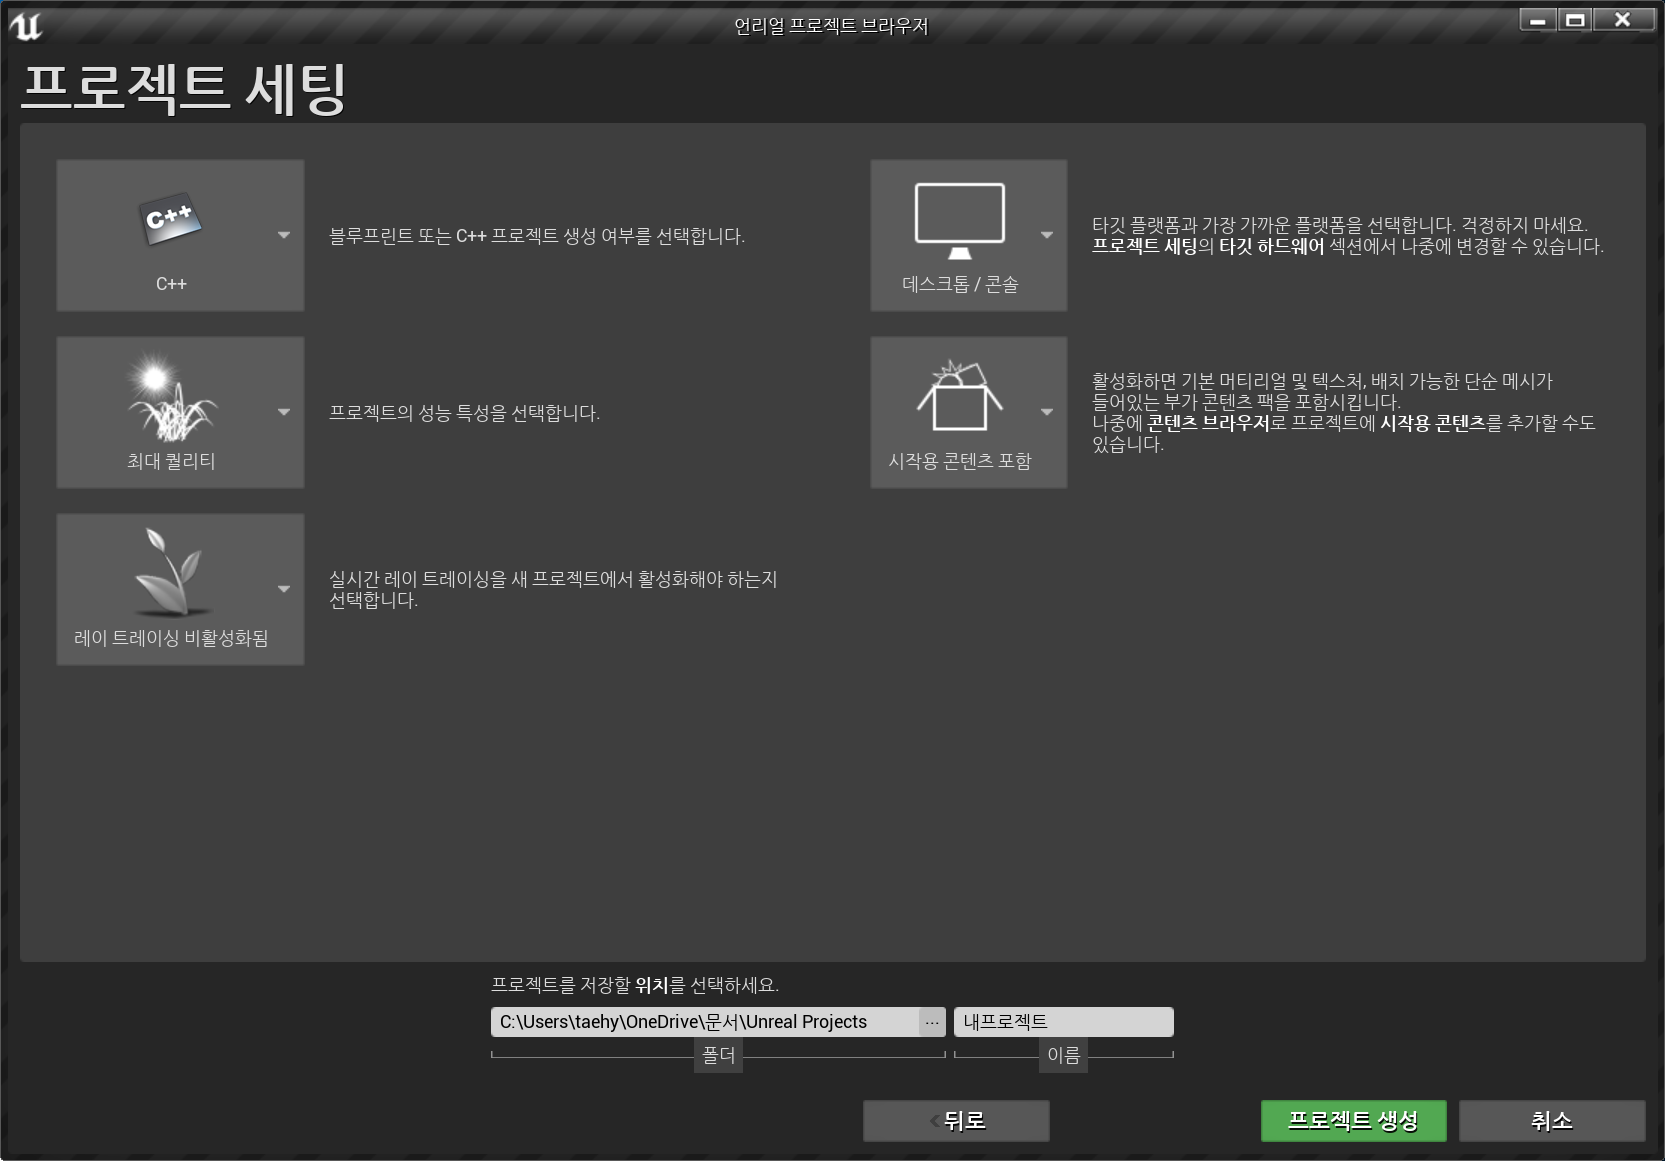 언리얼 프로젝트 브라우저
프로젝트 세팅
C++
C++
블루프린트 또는 C++ 프로젝트 생성 여부를 선택합니다.
데스크톱 / 콘솔
타깃 플랫폼과 가장 가까운 플랫폼을 선택합니다. 걱정하지 마세요.
프로젝트 세팅의 타깃 하드웨어 섹션에서 나중에 변경할 수 있습니다.
최대 퀄리티
프로젝트의 성능 특성을 선택합니다.
시작용 콘텐츠 포함
활성화하면 기본 머티리얼 및 텍스처, 배치 가능한 단순 메시가
들어있는 부가 콘텐츠 팩을 포함시킵니다.
나중에 콘텐츠 브라우저로 프로젝트에 시작용 콘텐츠를 추가할 수도
있습니다.
레이 트레이싱 비활성화됨
실시간 레이 트레이싱을 새 프로젝트에서 활성화해야 하는지
선택합니다.
프로젝트를 저장할 위치를 선택하세요.
C:\Users\taehy\OneDrive\문서\Unreal Projects
...
내프로젝트
폴더
이름
뒤로
프로젝트 생성
취소